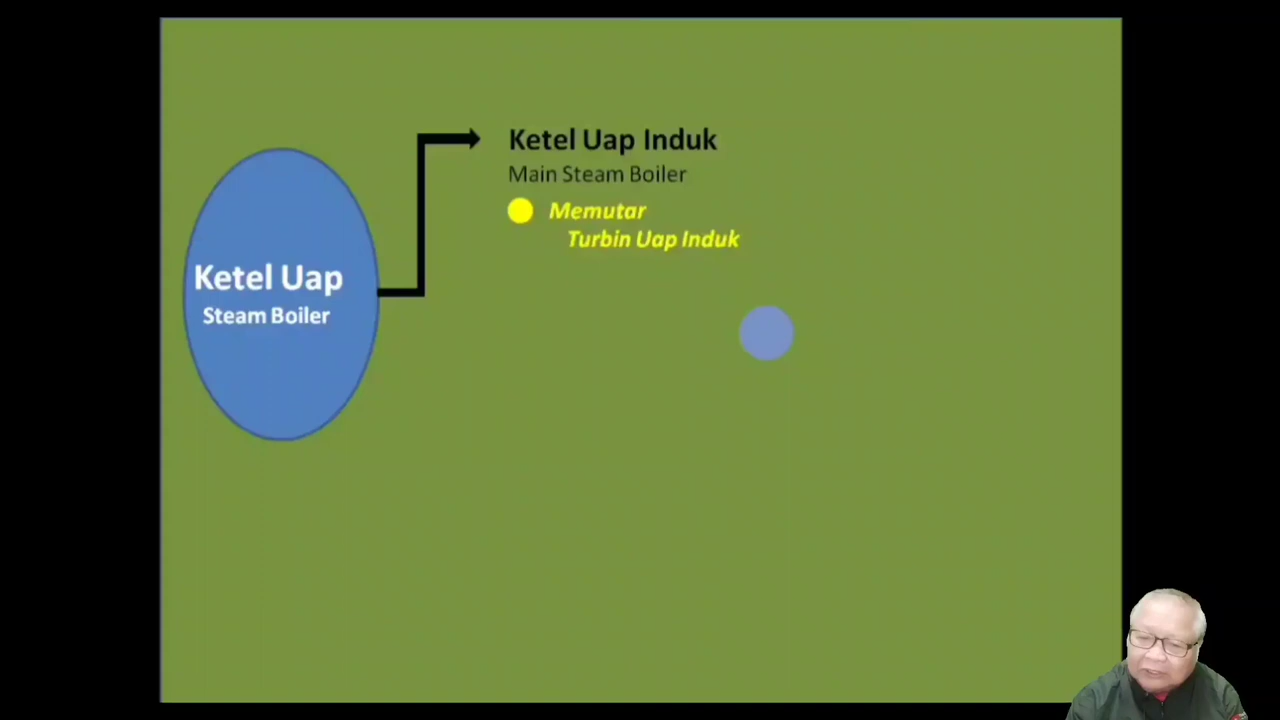 Ketel Uap Induk
Main Steam Boiler
Memutar
Turbin Uap Induk
Ketel Uap
Steam Boiler